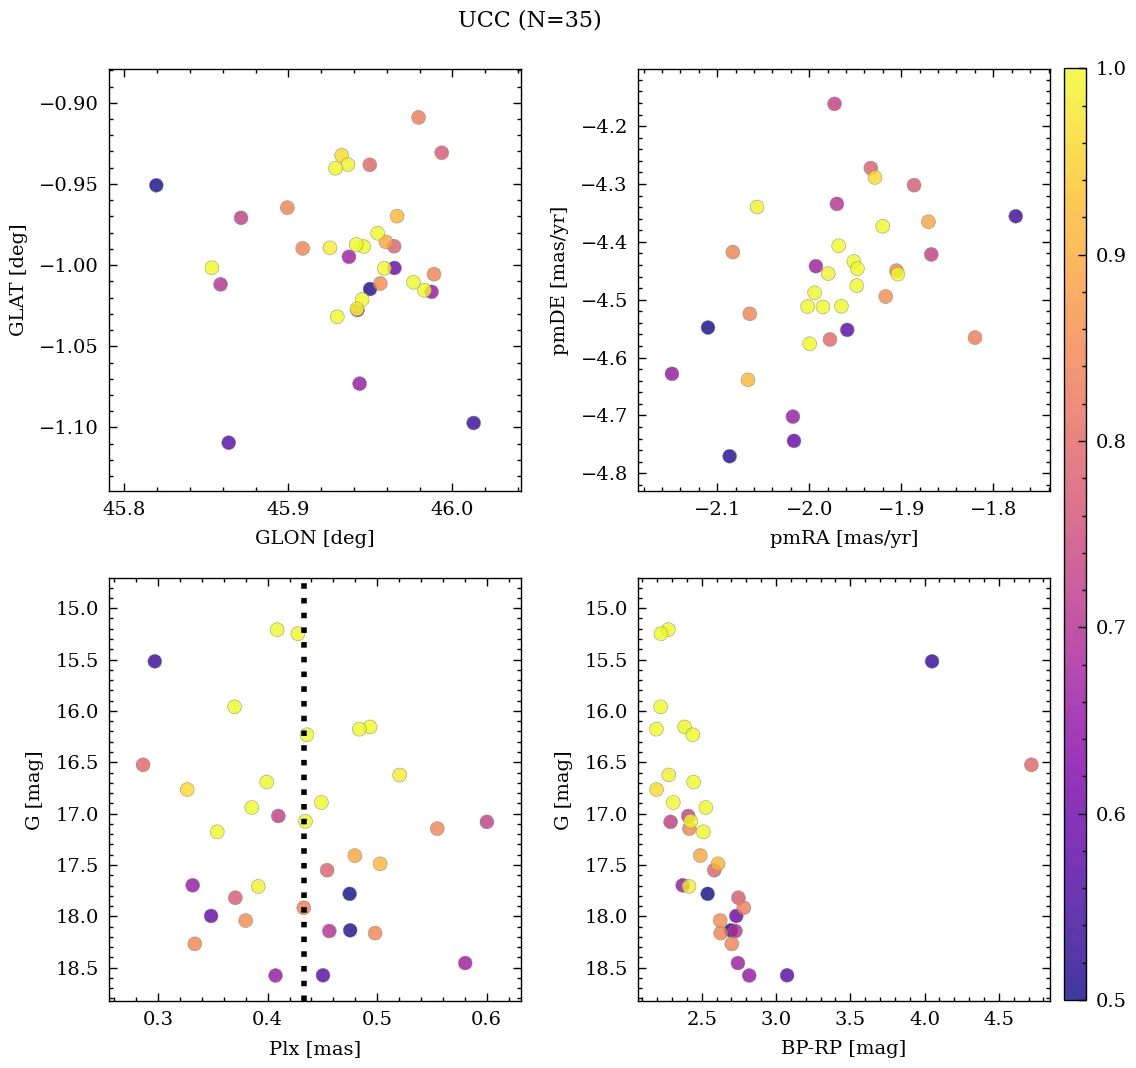 UCC (N=35)
−0.90
−0.95
−1.00
−1.05
−1.10
GLAT [deg]
45.8 45.9 46.0
GLON [deg]
−4.2
−4.3
−4.4
−4.5
−4.6
−4.7
−4.8
pmDE [mas/yr]
−2.1 −2.0 −1.9 −1.8
pmRA [mas/yr]
15.0
15.5
16.0
16.5
17.0
17.5
18.0
18.5
G [mag]
0.3 0.4 0.5 0.6
Plx [mas]
15.0
15.5
16.0
16.5
17.0
17.5
18.0
18.5
G [mag]
2.5 3.0 3.5 4.0 4.5
BP-RP [mag]
1.0
0.9
0.8
0.7
0.6
0.5